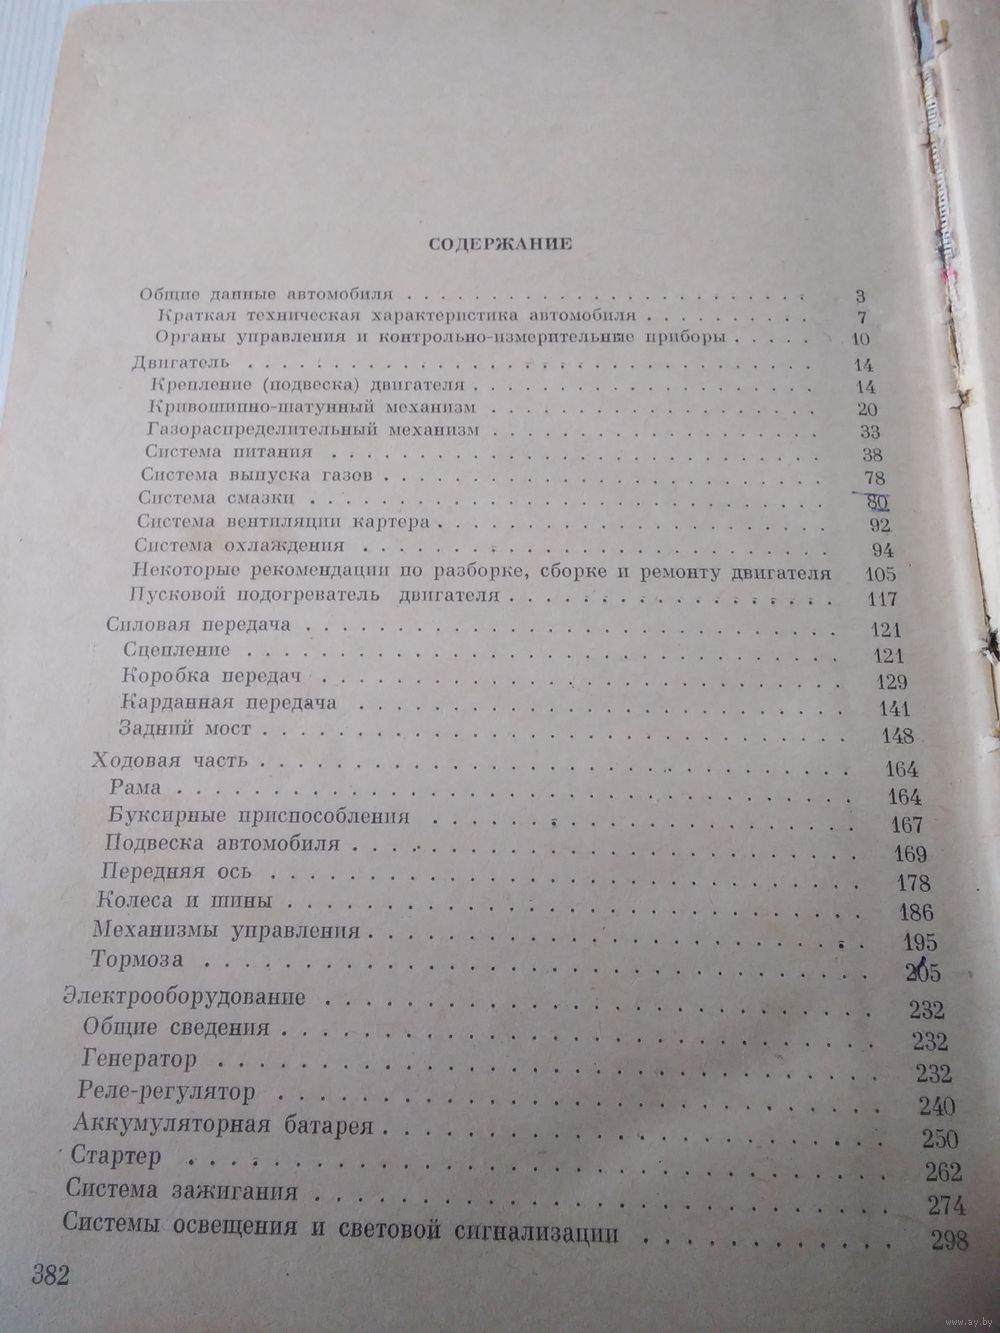 СОДЕРЖАНИЕ
Общие данные автомобиля . . . . . . . . . . . . . . . . . . . . . . . . 3
Краткая техническая характеристика автомобиля . . . . . . . . . . 7
Органы управления и контрольно-измерительные приборы . . . . . 10
Двигатель . . . . . . . . . . . . . . . . . . . . . . . . 14
Крепление (подвеска) двигателя . . . . . . . . . . . . . . . . . . . . 14
Кривошипно-шатунный механизм . . . . . . . . . . . . . . . . . . . 20
Газораспределительный механизм . . . . . . . . . . . . . . . . . . . 33
Система питания . . . . . . . . . . . . . . . . . . . . . . . . 38
Система выпуска газов . . . . . . . . . . . . . . . . . . . . . . . . 78
Система смазки . . . . . . . . . . . . . . . . . . . . . . . . 80
Система вентиляции картера . . . . . . . . . . . . . . . . . . . . . . 92
Система охлаждения . . . . . . . . . . . . . . . . . . . . . . . . 94
Некоторые рекомендации по разборке, сборке и ремонту двигателя 105
Пусковой подогреватель двигателя . . . . . . . . . . . . . . . . . . 117
Силовая передача . . . . . . . . . . . . . . . . . . . . . . . . 121
Сцепление . . . . . . . . . . . . . . . . . . . . . . . . 121
Коробка передач . . . . . . . . . . . . . . . . . . . . . . . . 129
Карданная передача . . . . . . . . . . . . . . . . . . . . . . . . 141
Задний мост . . . . . . . . . . . . . . . . . . . . . . . . 148
Ходовая часть . . . . . . . . . . . . . . . . . . . . . . . . 164
Рама . . . . . . . . . . . . . . . . . . . . . . . . 164
Буксирные приспособления . . . . . . . . . . . . . . . . . . . . 167
Подвеска автомобиля . . . . . . . . . . . . . . . . . . . . . . . . 169
Передняя ось . . . . . . . . . . . . . . . . . . . . . . . . 178
Колеса и шины . . . . . . . . . . . . . . . . . . . . . . . . 186
Механизмы управления . . . . . . . . . . . . . . . . . . . . . . . . 195
Тормоза . . . . . . . . . . . . . . . . . . . . . . . . 205
Электрооборудование . . . . . . . . . . . . . . . . . . . . . . . . 232
Общие сведения . . . . . . . . . . . . . . . . . . . . . 232
Генератор . . . . . . . . . . . . . . . . . . . . . . . . 232
Реле-регулятор . . . . . . . . . . . . . . . . . . . . . 240
Аккумуляторная батарея . . . . . . . . . . . . . . . . . . 250
Стартер . . . . . . . . . . . . . . . . . . . . . . . . 262
Система зажигания . . . . . . . . . . . . . . . . . . . . 274
Системы освещения и световой сигнализации . . . . . . . . . 298
382
www.ay.by